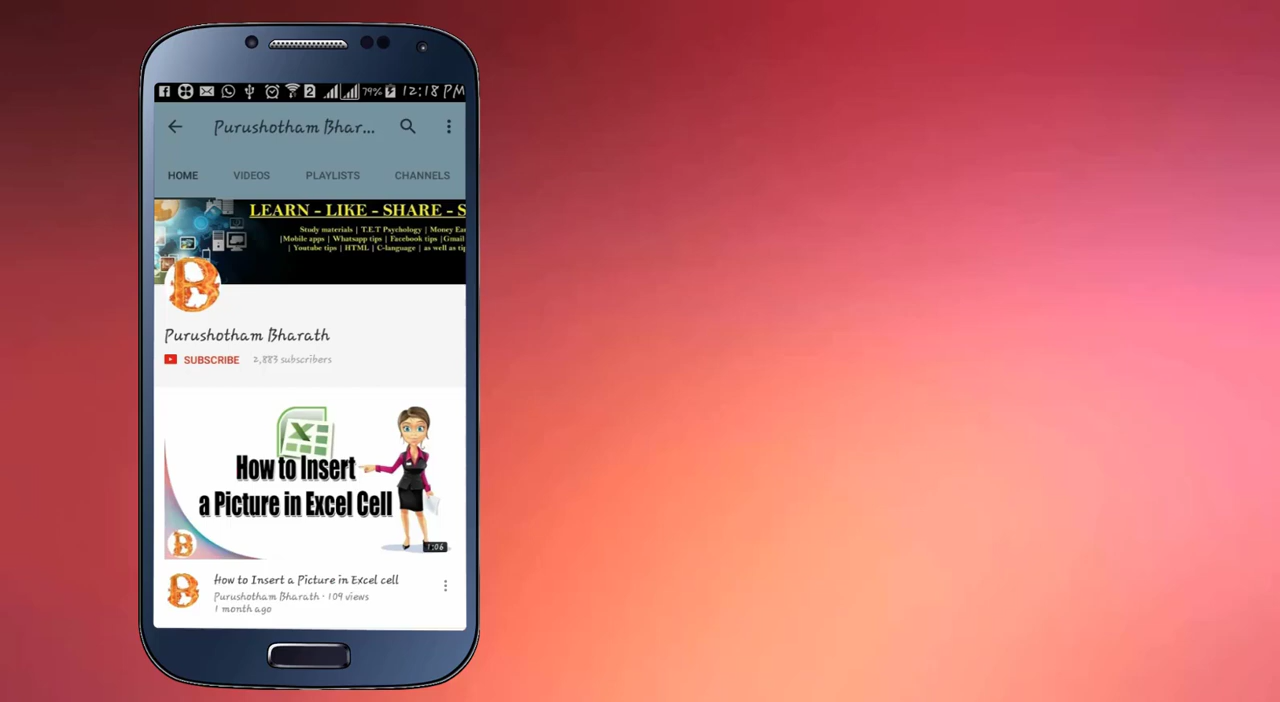 2 79% 12:18 PM
Purushotham Bhar...
HOME VIDEOS PLAYLISTS CHANNELS
LEARN - LIKE - SHARE - S
Study materials | T.E.T Psychology | Money Ea
|Mobile apps | Whatsapp tips | Facebook tips |Gmail
| Youtube tips | HTML | C-language | as well as tip
B
Purushotham Bharath
SUBSCRIBE 2,883 subscribers
X
How to Insert
a Picture in Excel Cell
B
1:06
B
How to Insert a Picture in Excel cell
Purushotham Bharath · 109 views
1 month ago